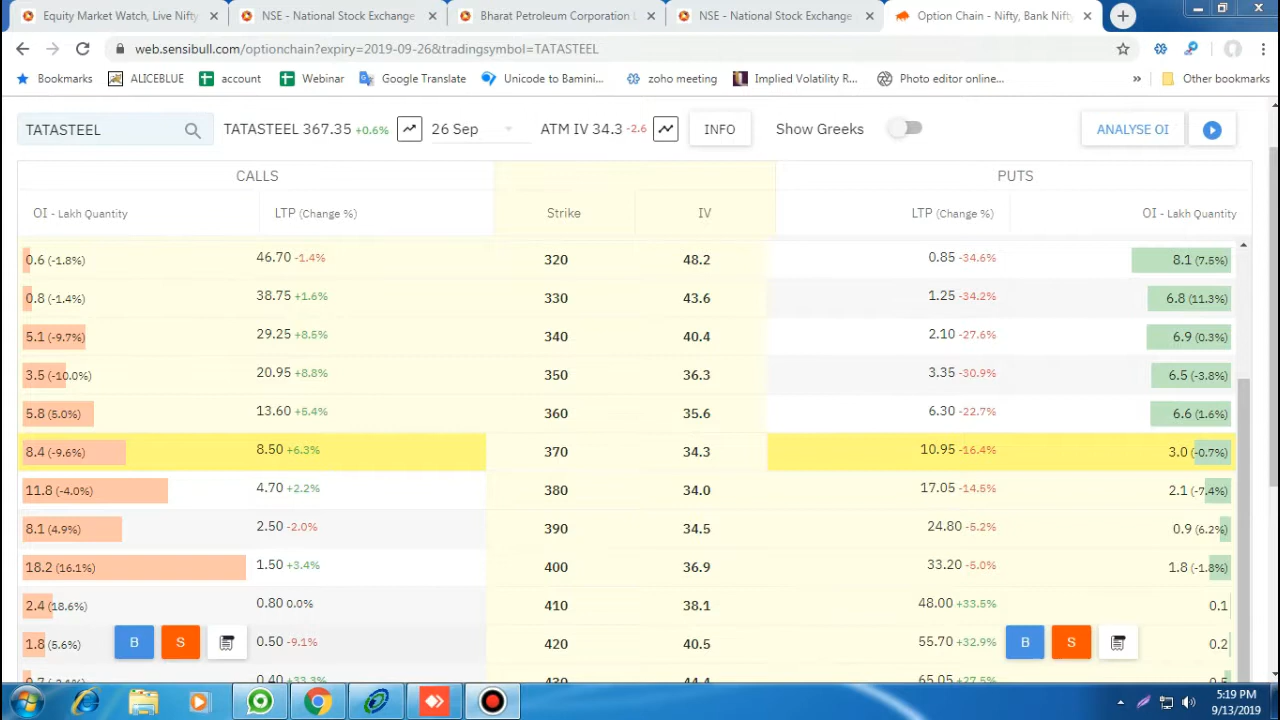 Equity Market Watch, Live Nifty
NSE - National Stock Exchange
Bharat Petroleum Corporation
NSE - National Stock Exchange
Option Chain - Nifty, Bank Nifty
web.sensibull.com/optionchain?expiry=2019-09-26&tradingsymbol=TATASTEEL
Bookmarks
ALICEBLUE
account
Webinar
Google Translate
Unicode to Bamini...
zoho meeting
Implied Volatility R...
Photo editor online...
»
Other bookmarks
TATASTEEL
TATASTEEL 367.35 +0.6%
26 Sep
ATM IV 34.3 -2.6
INFO
Show Greeks
ANALYSE OI
CALLS PUTS
OI - Lakh Quantity LTP (Change %) Strike IV LTP (Change %) OI - Lakh Quantity
0.6 (-1.8%) 46.70 -1.4% 320 48.2 0.85 -34.6% 8.1 (7.5%)
0.8 (-1.4%) 38.75 +1.6% 330 43.6 1.25 -34.2% 6.8 (11.3%)
5.1 (-9.7%) 29.25 +8.5% 340 40.4 2.10 -27.6% 6.9 (0.3%)
3.5 (-10.0%) 20.95 +8.8% 350 36.3 3.35 -30.9% 6.5 (-3.8%)
5.8 (5.0%) 13.60 +5.4% 360 35.6 6.30 -22.7% 6.6 (1.6%)
8.4 (-9.6%) 8.50 +6.3% 370 34.3 10.95 -16.4% 3.0 (-0.7%)
11.8 (-4.0%) 4.70 +2.2% 380 34.0 17.05 -14.5% 2.1 (-7.4%)
8.1 (4.9%) 2.50 -2.0% 390 34.5 24.80 -5.2% 0.9 (6.2%)
18.2 (16.1%) 1.50 +3.4% 400 36.9 33.20 -5.0% 1.8 (-1.8%)
2.4 (18.6%) 0.80 0.0% 410 38.1 48.00 +33.5% 0.1
1.8 (5.6%) B S 0.50 -9.1% 420 40.5 55.70 +32.9% B S 0.2
0.40 +33.3% 430 44.4 65.05 +27.5% 0.5
5:19 PM
9/13/2019